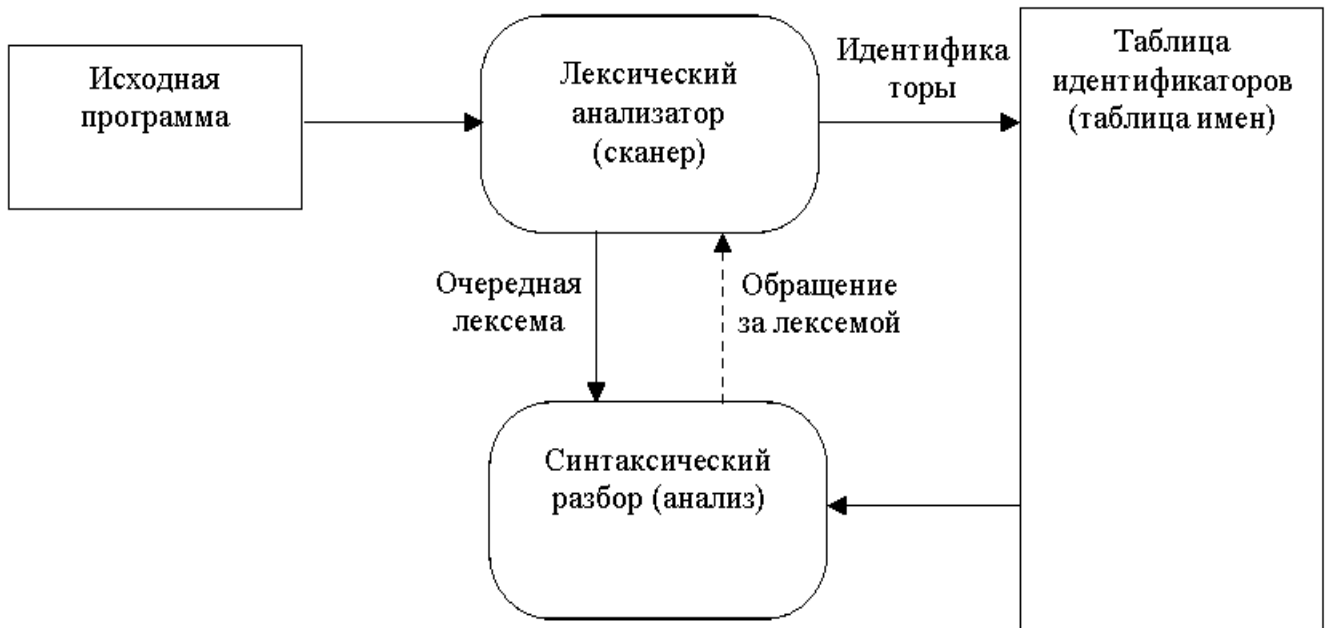 Исходная
программа
Лексический
анализатор
(сканер)
Идентифика
торы
Таблица
идентификаторов
(таблица имен)
Очередная
лексема
Обращение
за лексемой
Синтаксический
разбор (анализ)